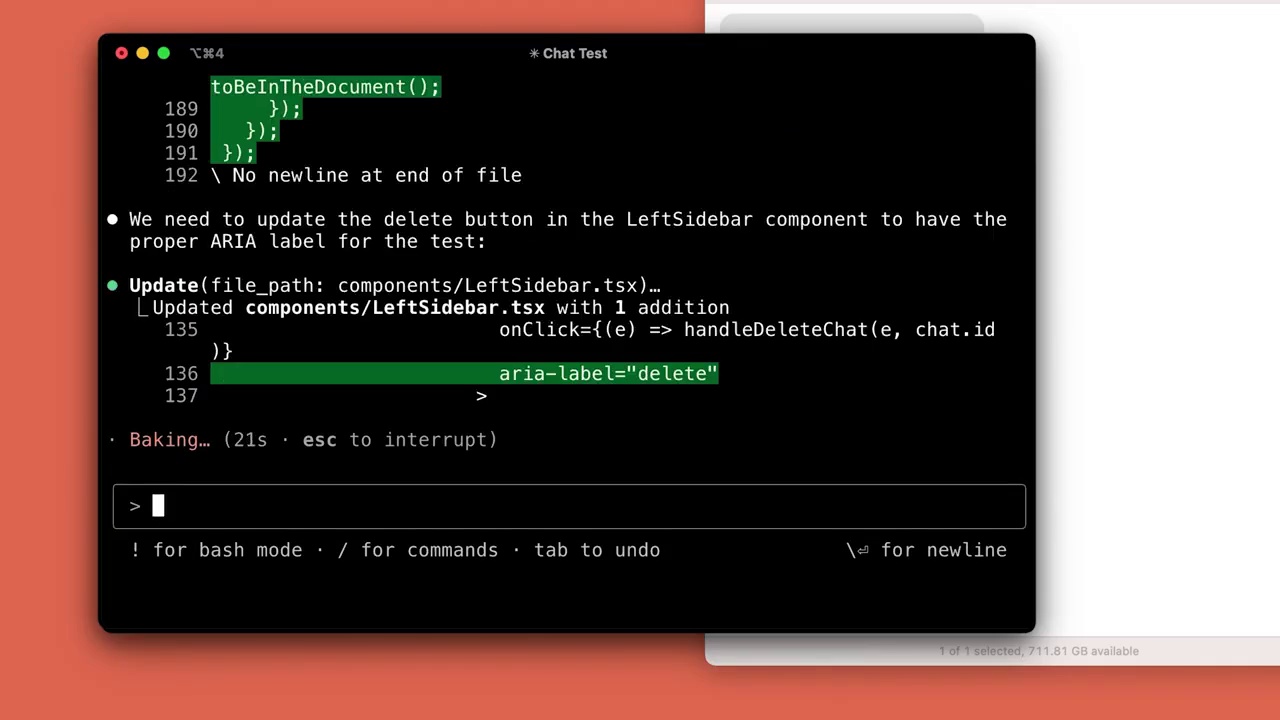 ⌥⌘4
✳ Chat Test
toBeInTheDocument();
189 });
190 });
191 });
192 \ No newline at end of file
● We need to update the delete button in the LeftSidebar component to have the
proper ARIA label for the test:
● Update(file_path: components/LeftSidebar.tsx)…
⎿ Updated components/LeftSidebar.tsx with 1 addition
135 onClick={(e) => handleDeleteChat(e, chat.id
)}
136 aria-label="delete"
137 >
· Baking… (21s · esc to interrupt)
>
! for bash mode · / for commands · tab to undo
\⏎ for newline
1 of 1 selected, 711.81 GB available